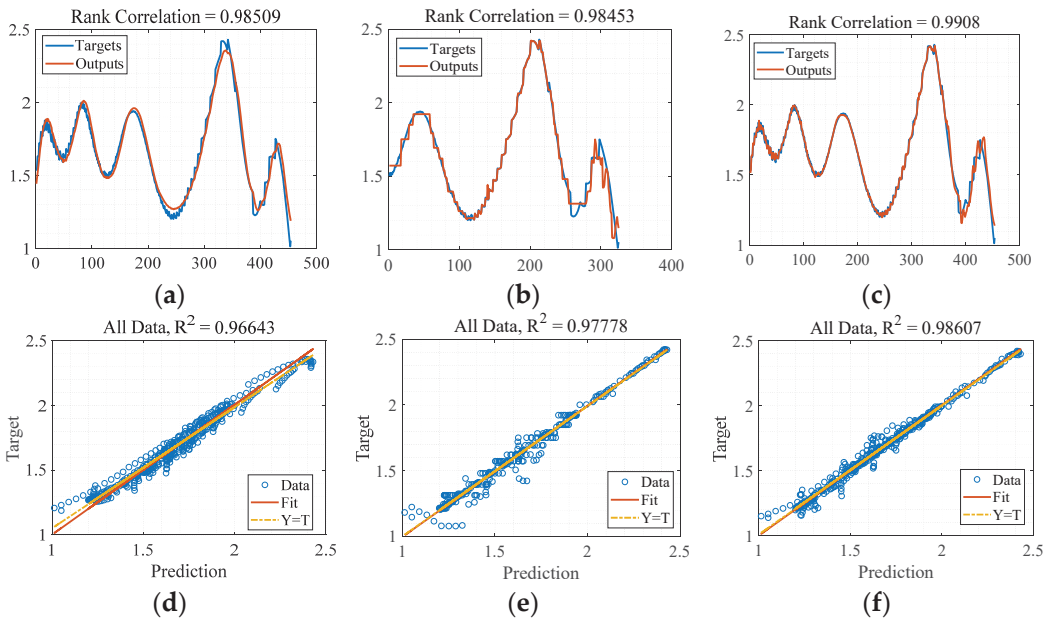 Rank Correlation = 0.98509
Targets
Outputs
2.5
2
1.5
1
0 100 200 300 400 500
(a)
Rank Correlation = 0.98453
Targets
Outputs
2.5
2
1.5
1
0 100 200 300 400
(b)
Rank Correlation = 0.9908
Targets
Outputs
2.5
2
1.5
1
0 100 200 300 400 500
(c)
All Data, R² = 0.96643
Target
2.5
2
1.5
1
Data
Fit
Y=T
1 1.5 2 2.5
Prediction
(d)
All Data, R² = 0.97778
Target
2.5
2
1.5
1
Data
Fit
Y=T
1 1.5 2 2.5
Prediction
(e)
All Data, R² = 0.98607
Target
2.5
2
1.5
1
Data
Fit
Y=T
1 1.5 2 2.5
Prediction
(f)